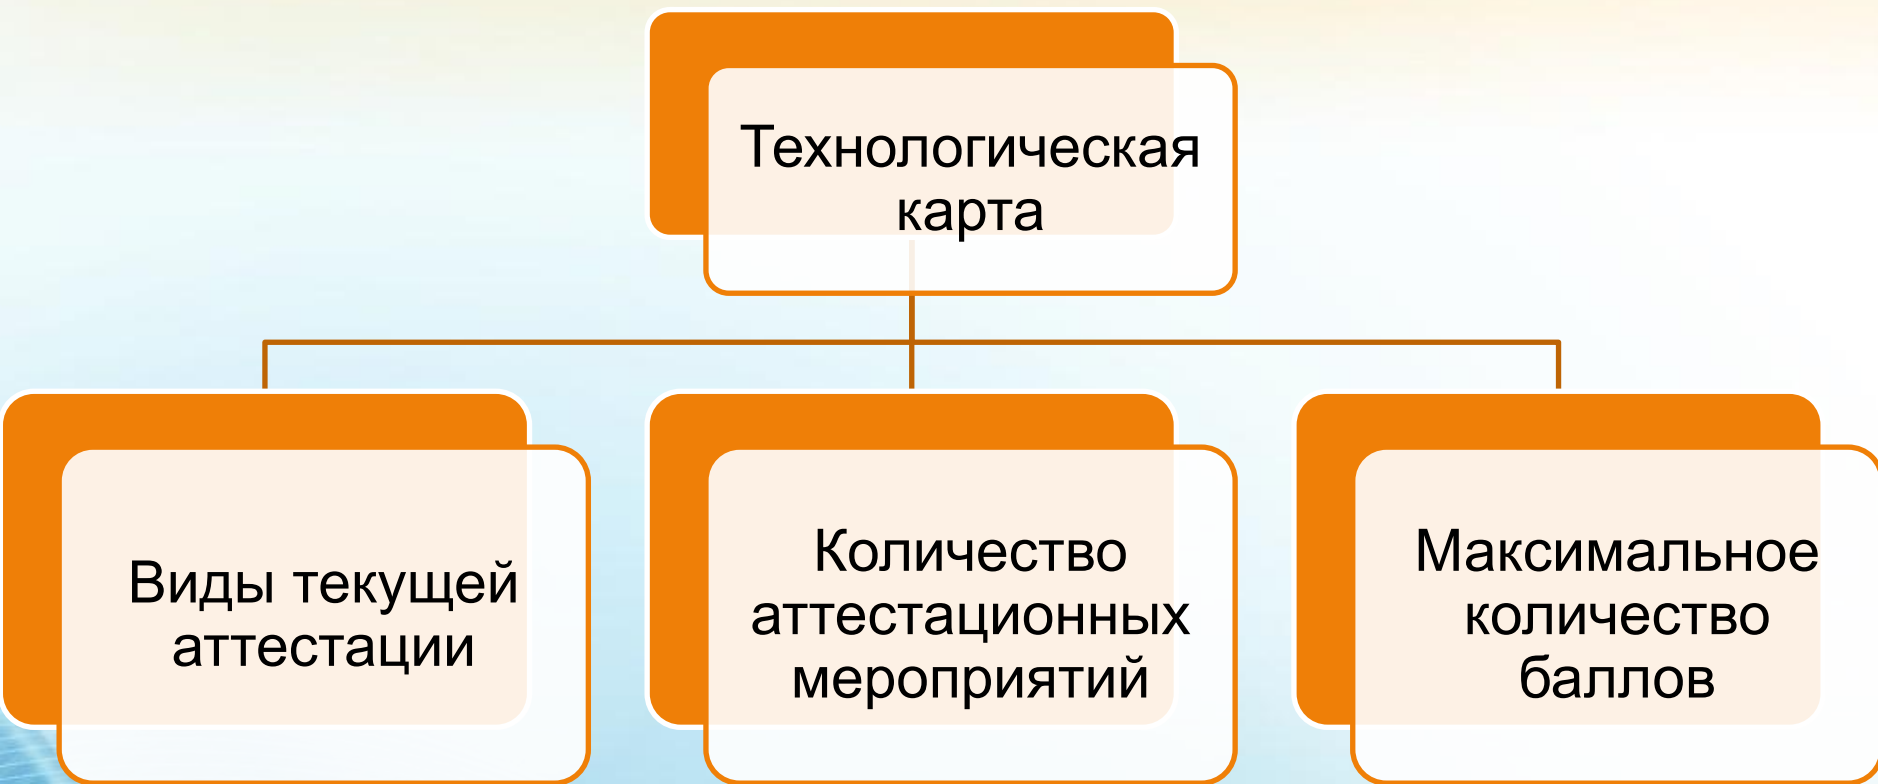 Технологическая
карта
Виды текущей
аттестации
Количество
аттестационных
мероприятий
Максимальное
количество
баллов